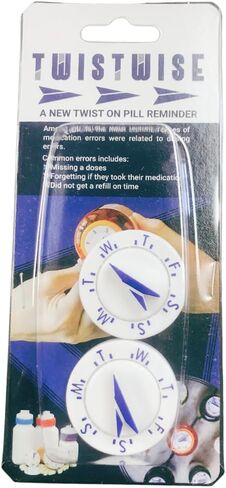 TWISTWISE
A NEW TWIST ON PILL REMINDER
medication errors were related to dosing
errors.
Common errors includes:
Missing a doses
Forgetting if they took their medication
Did not get a refill on time
M T W T F S S
M T W T F S S